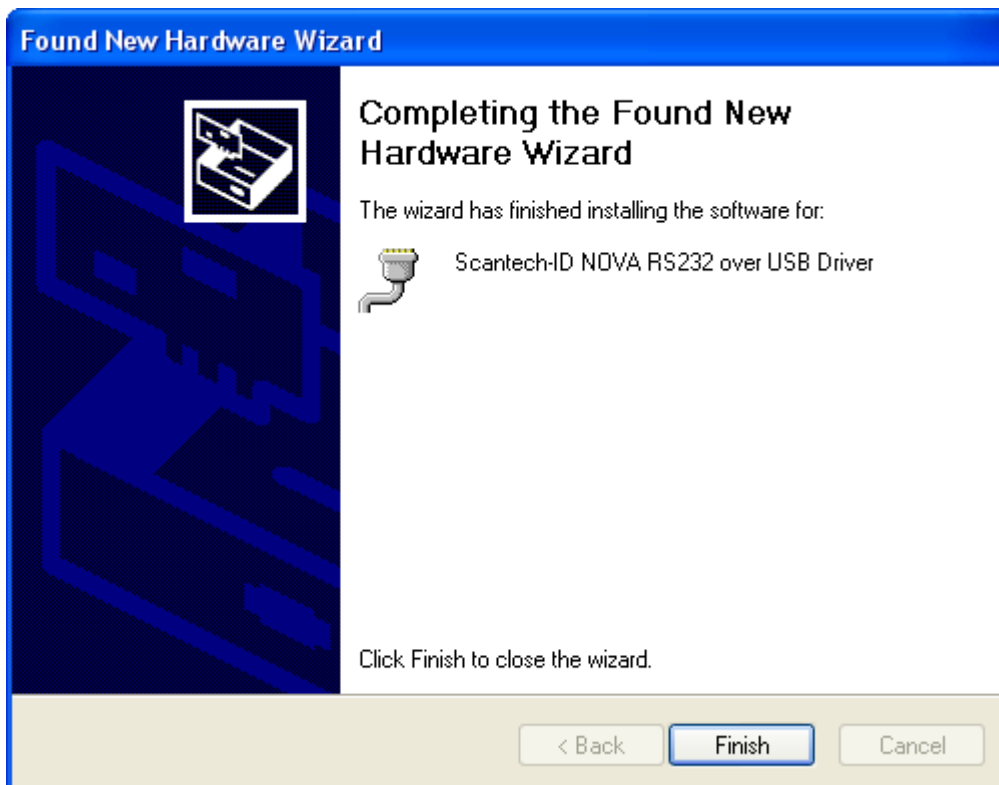 Found New Hardware Wizard
Completing the Found New
Hardware Wizard
The wizard has finished installing the software for:
Scantech-ID NOVA RS232 over USB Driver
Click Finish to close the wizard.
< Back
Finish
Cancel